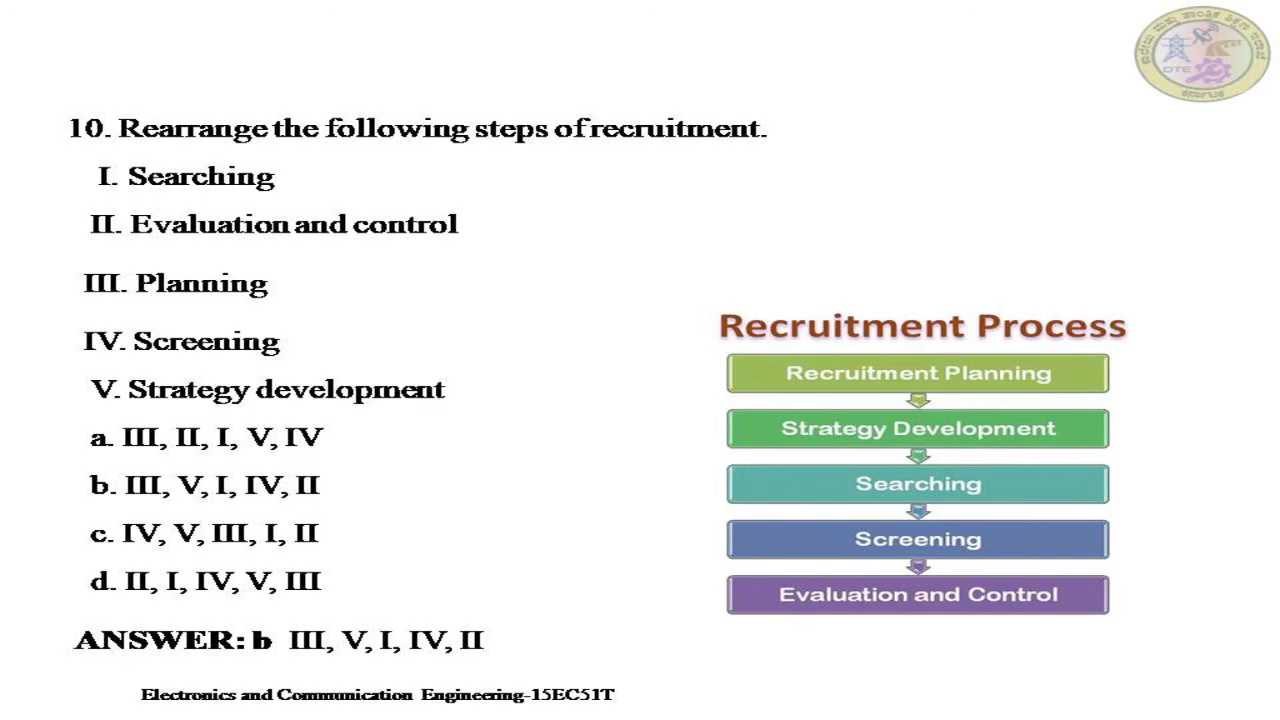 10. Rearrange the following steps of recruitment.
I. Searching
II. Evaluation and control
III. Planning
IV. Screening
V. Strategy development
a. III, II, I, V, IV
b. III, V, I, IV, II
c. IV, V, III, I, II
d. II, I, IV, V, III
ANSWER: b III, V, I, IV, II
Recruitment Process
Recruitment Planning
Strategy Development
Searching
Screening
Evaluation and Control
Electronics and Communication Engineering-15EC51T
DTE